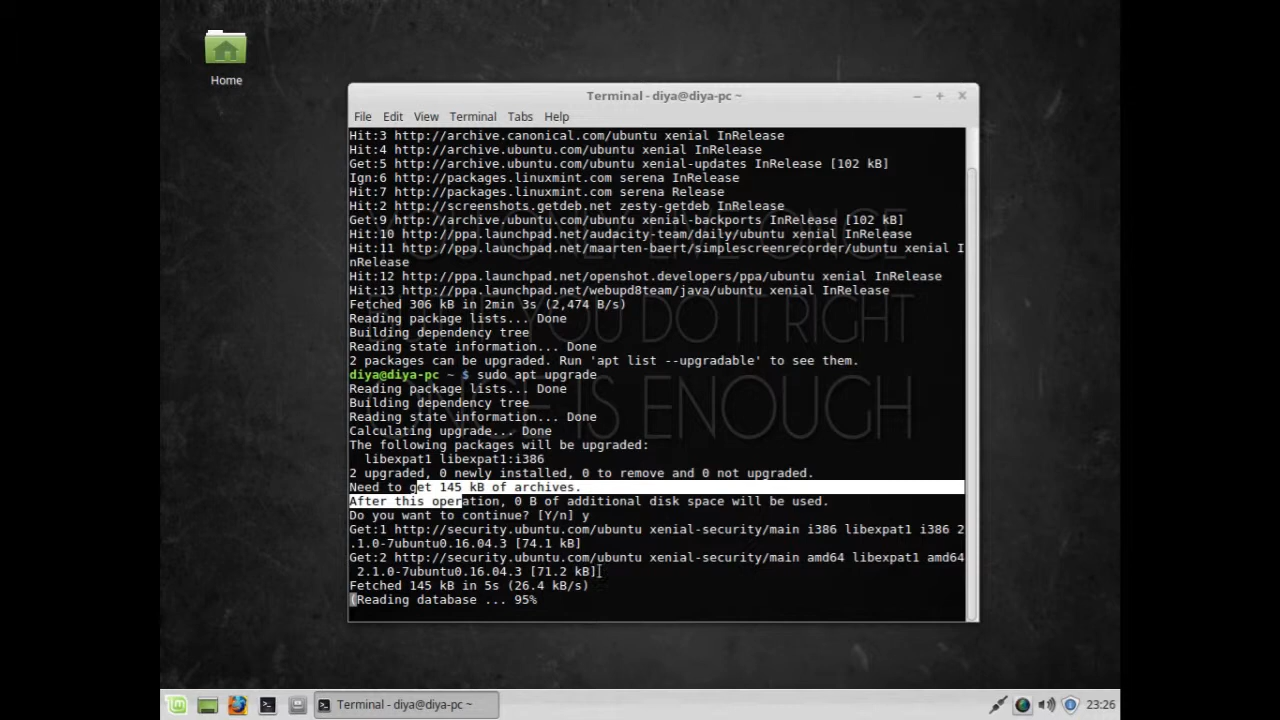 Home
Terminal - diya@diya-pc ~
File Edit View Terminal Tabs Help
Hit:3 http://archive.canonical.com/ubuntu xenial InRelease
Hit:4 http://archive.ubuntu.com/ubuntu xenial InRelease
Get:5 http://archive.ubuntu.com/ubuntu xenial-updates InRelease [102 kB]
Ign:6 http://packages.linuxmint.com serena InRelease
Hit:7 http://packages.linuxmint.com serena Release
Hit:2 http://screenshots.getdeb.net zesty-getdeb InRelease
Get:9 http://archive.ubuntu.com/ubuntu xenial-backports InRelease [102 kB]
Hit:10 http://ppa.launchpad.net/audacity-team/daily/ubuntu xenial InRelease
Hit:11 http://ppa.launchpad.net/maarten-baert/simplescreenrecorder/ubuntu xenial I
nRelease
Hit:12 http://ppa.launchpad.net/openshot.developers/ppa/ubuntu xenial InRelease
Hit:13 http://ppa.launchpad.net/webupd8team/java/ubuntu xenial InRelease
Fetched 306 kB in 2min 3s (2,474 B/s)
Reading package lists... Done
Building dependency tree
Reading state information... Done
2 packages can be upgraded. Run 'apt list --upgradable' to see them.
diya@diya-pc ~ $ sudo apt upgrade
Reading package lists... Done
Building dependency tree
Reading state information... Done
Calculating upgrade... Done
The following packages will be upgraded:
libexpat1 libexpat1:i386
2 upgraded, 0 newly installed, 0 to remove and 0 not upgraded.
Need to get 145 kB of archives.
After this operation, 0 B of additional disk space will be used.
Do you want to continue? [Y/n] y
Get:1 http://security.ubuntu.com/ubuntu xenial-security/main i386 libexpat1 i386 2
.1.0-7ubuntu0.16.04.3 [74.1 kB]
Get:2 http://security.ubuntu.com/ubuntu xenial-security/main amd64 libexpat1 amd64
2.1.0-7ubuntu0.16.04.3 [71.2 kB]
Fetched 145 kB in 5s (26.4 kB/s)
(Reading database ... 95%
ONCE IS ENOUGH
Terminal - diya@diya-pc ~
23:26